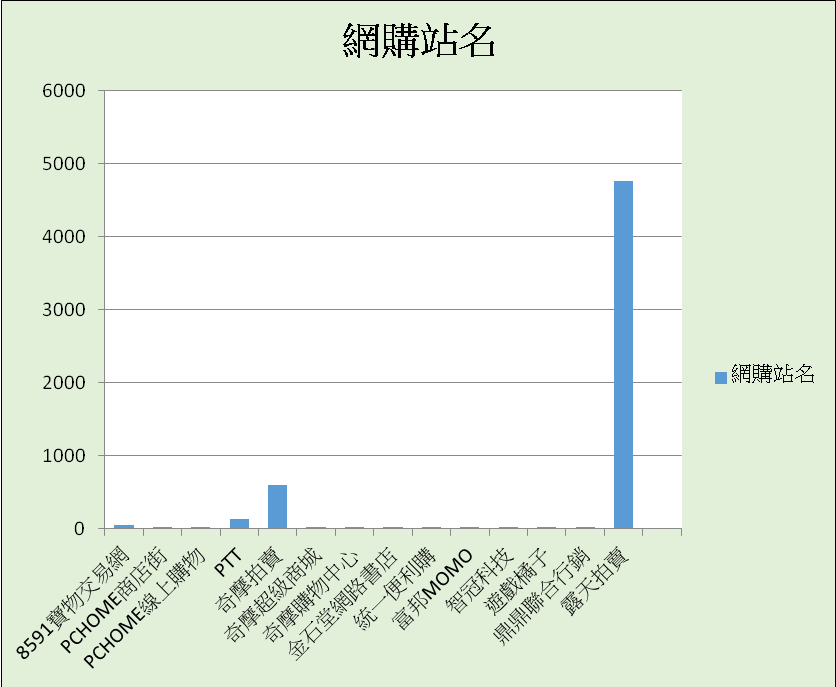 網購站名
6000
5000
4000
3000
2000
1000
0
網購站名
8591寶物交易網
PCHOME商店街
PCHOME線上購物
PTT
奇摩拍賣
奇摩超級商城
奇摩購物中心
金石堂網路書店
統一便利購
富邦MOMO
智冠科技
遊戲橘子
鼎鼎聯合行銷
露天拍賣